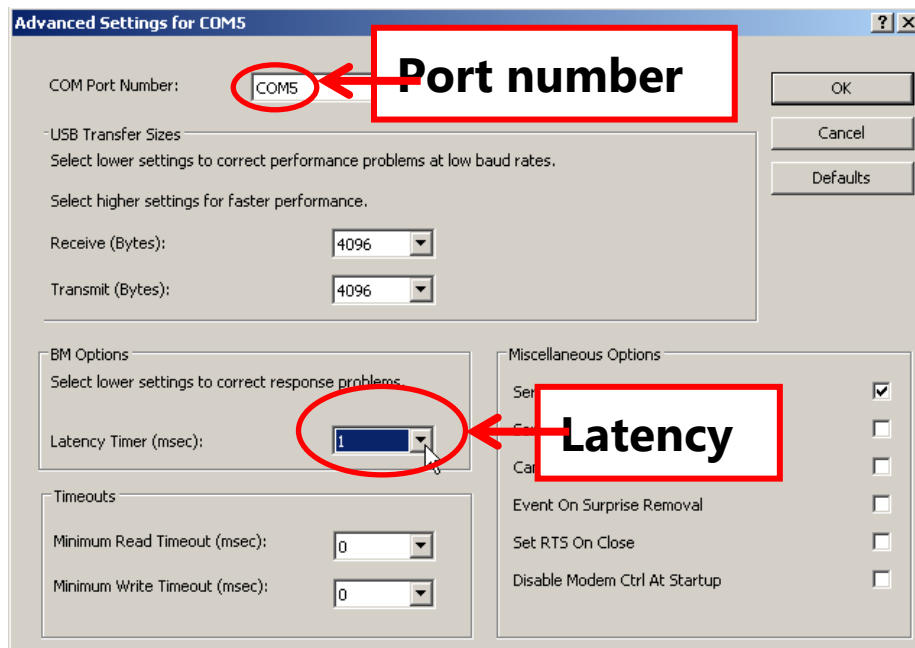 Advanced Settings for COM5
COM Port Number:
COM5
Port number
OK
Cancel
Defaults
USB Transfer Sizes
Select lower settings to correct performance problems at low baud rates.
Select higher settings for faster performance.
Receive (Bytes):
4096
Transmit (Bytes):
4096
BM Options
Select lower settings to correct response problems.
Latency Timer (msec):
1
Latency
Miscellaneous Options
Event On Surprise Removal
Set RTS On Close
Disable Modem Ctrl At Startup
Timeouts
Minimum Read Timeout (msec):
0
Minimum Write Timeout (msec):
0